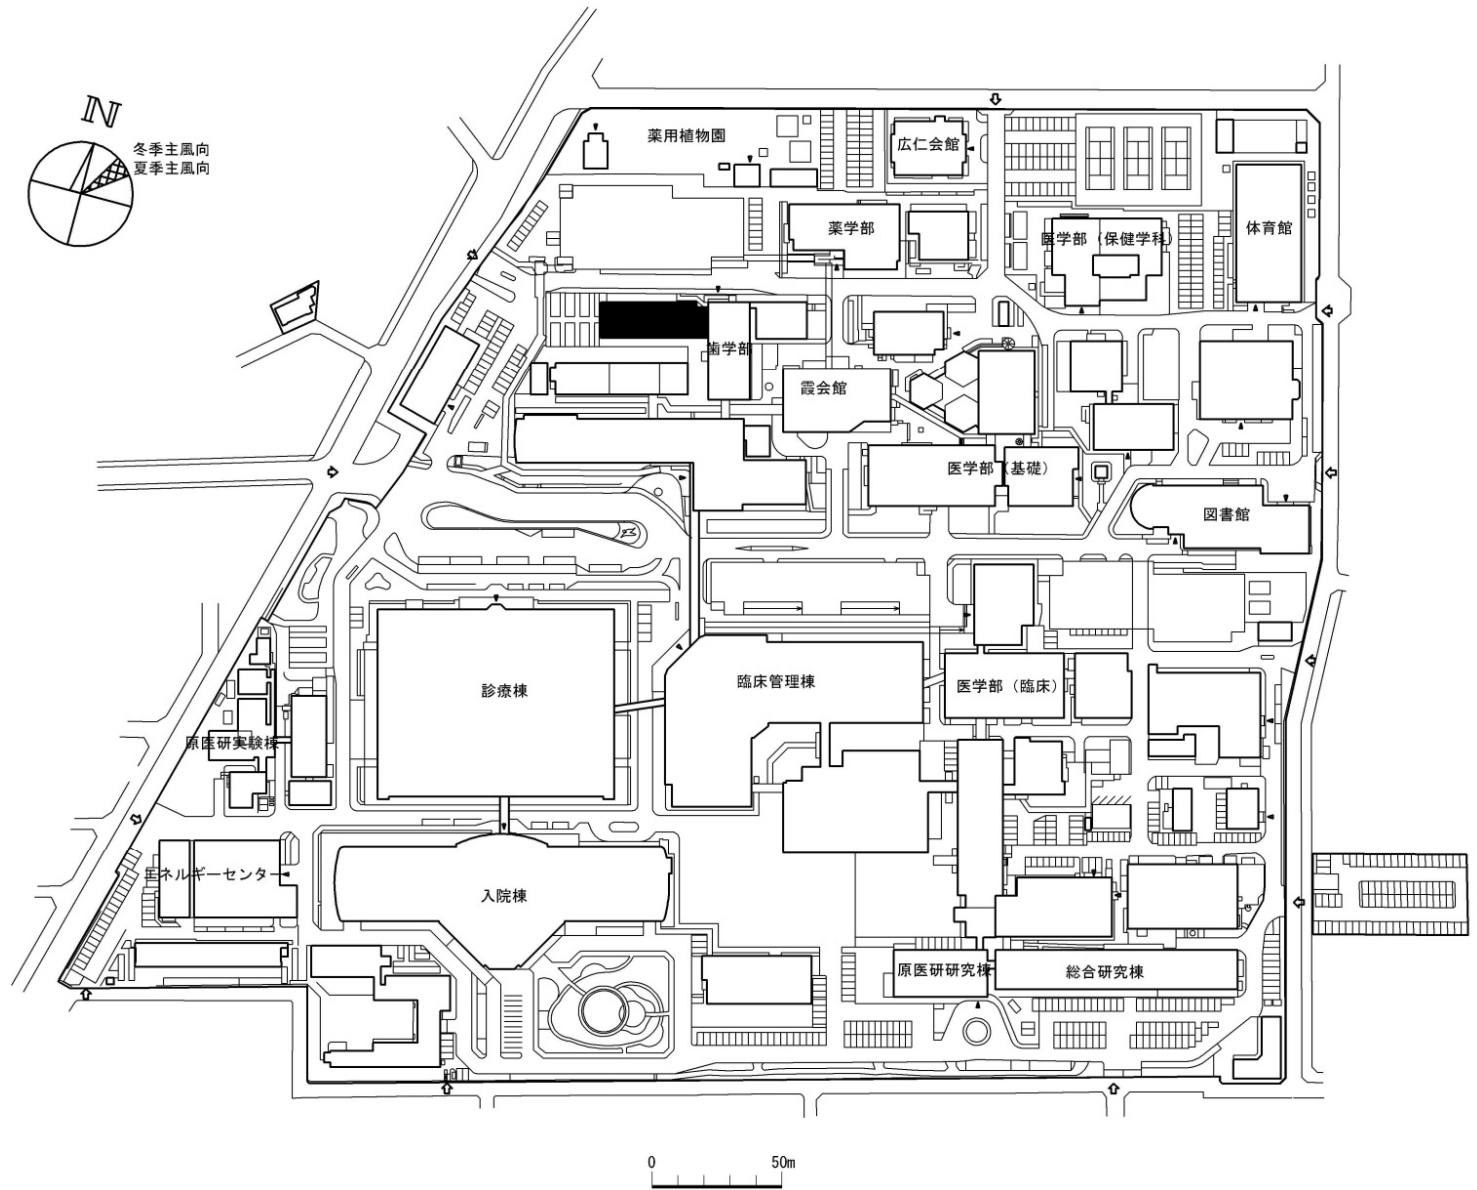 N
冬季主風向
夏季主風向
薬用植物園
広仁会館
薬学部
医学部（保健学科）
体育館
歯学部
霞会館
医学部（基礎）
図書館
診療棟
臨床管理棟
医学部（臨床）
原医研実験棟
エネルギーセンター
入院棟
原医研研究棟
総合研究棟
0 50m